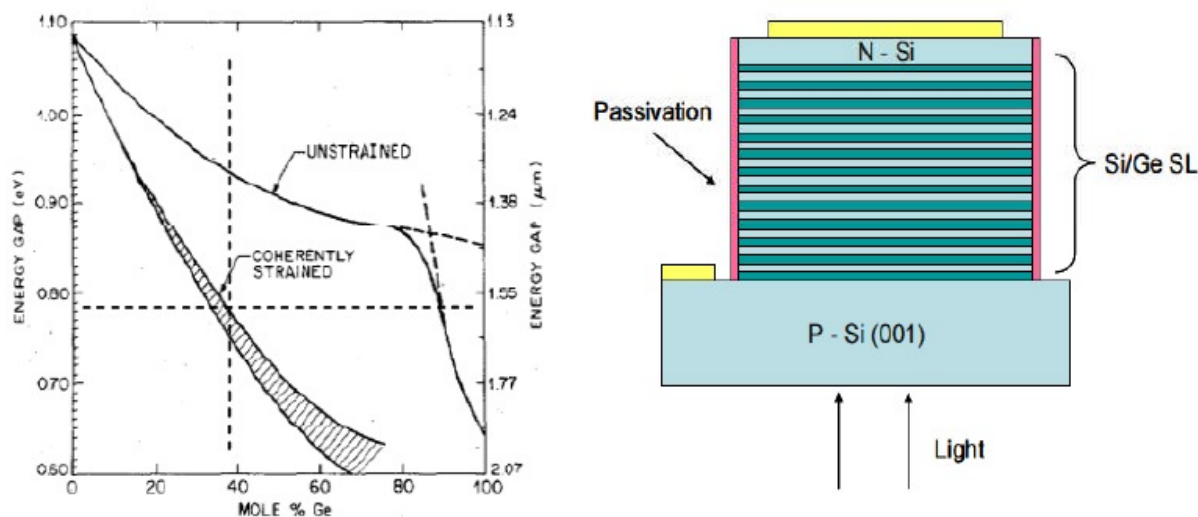 1.10
1.00
0.90
0.80
0.70
0.60
ENERGY GAP (eV)
UNSTRAINED
COHERENTLY
STRAINED
1.13
1.24
1.38
1.55
1.77
2.07
ENERGY GAP (μm)
0
20
40
60
80
100
MOLE % Ge
N - Si
Passivation
Si/Ge SL
P - Si (001)
Light